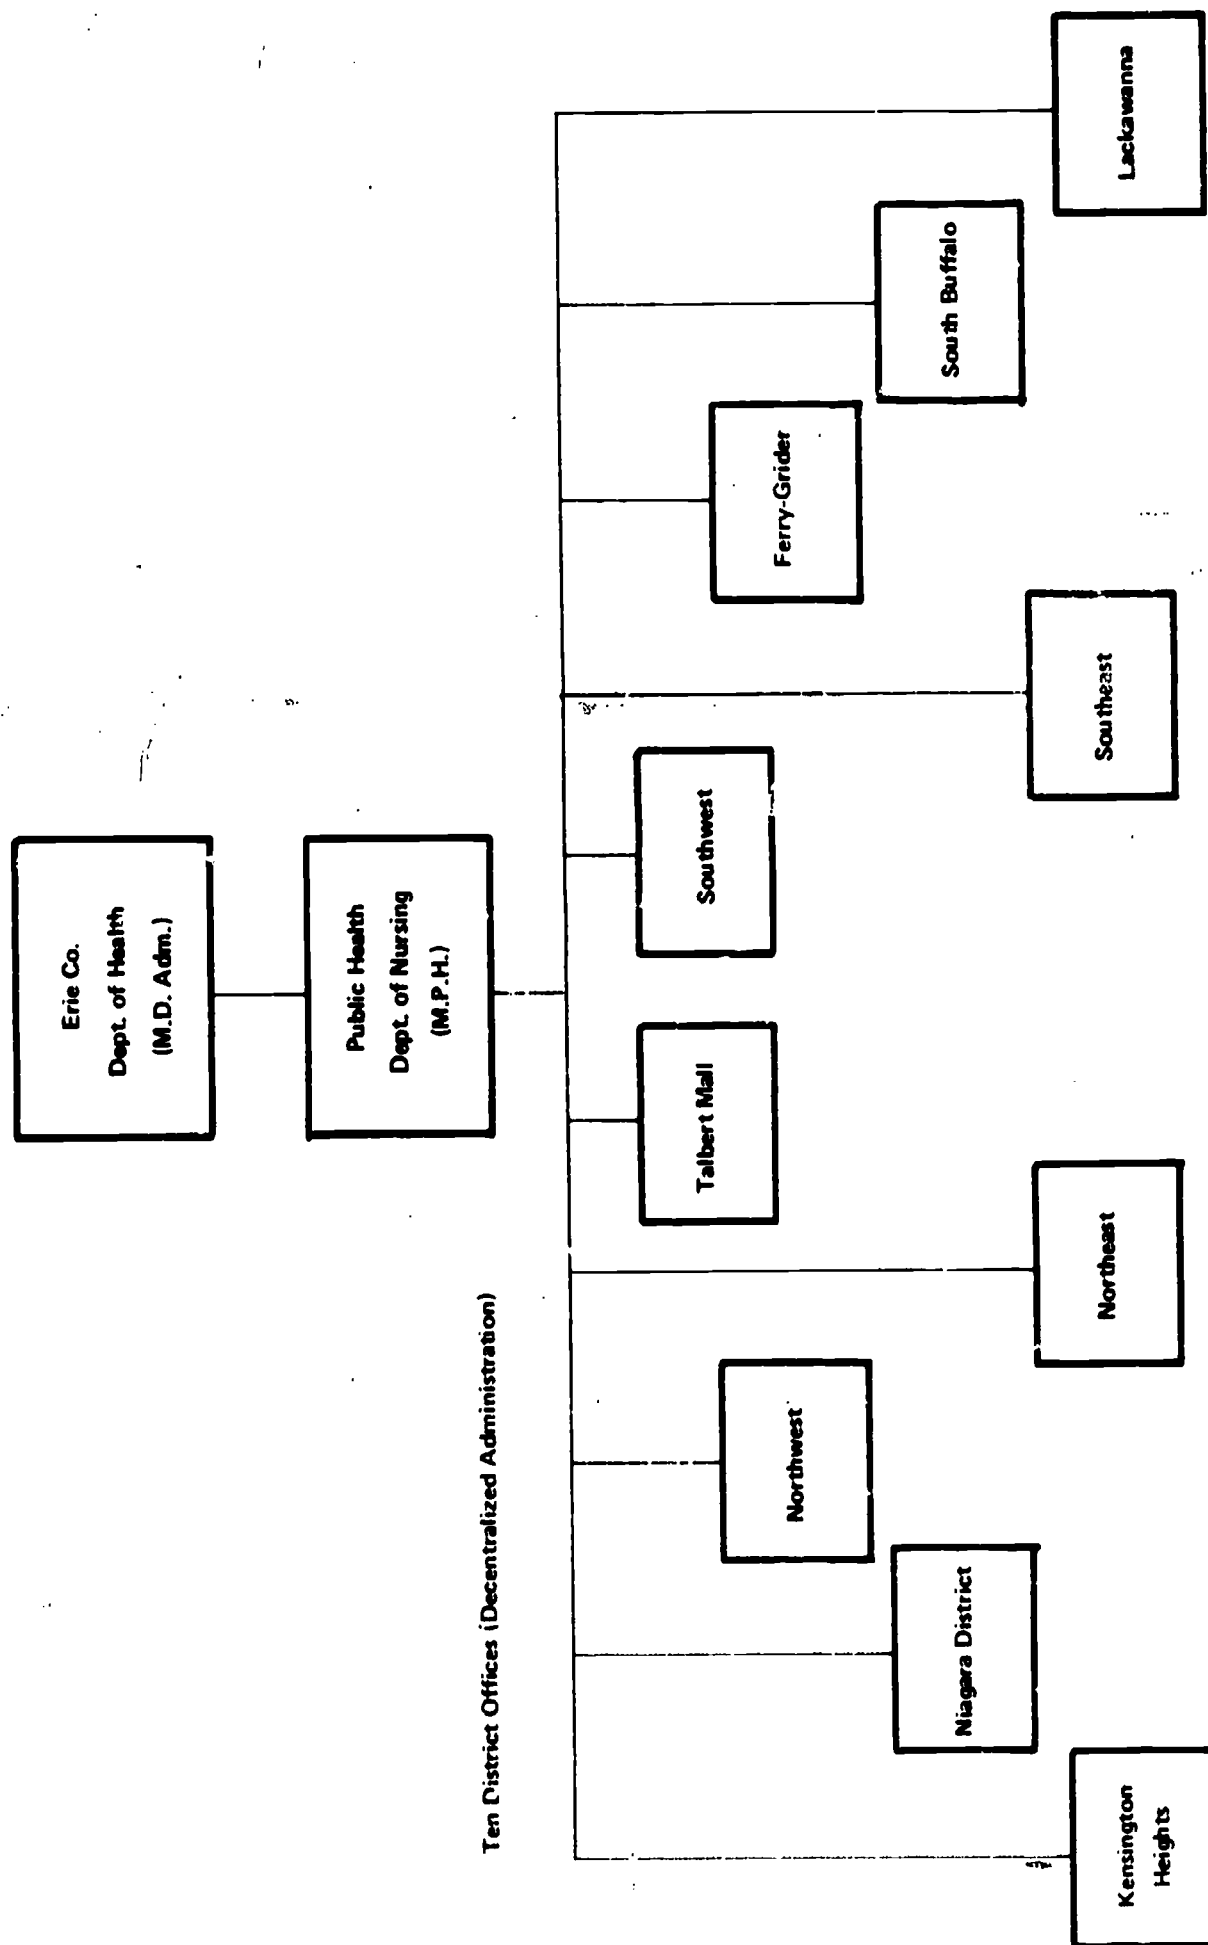 Erie Co.
Dept. of Health
(M.D. Adm.)
Public Health
Dept. of Nursing
(M.P.H.)
Ten District Offices (Decentralized Administration)
Kensington
Heights
Niagara District
Northwest
Northeast
Talbert Mall
Southwest
Southeast
Ferry-Grider
South Buffalo
Lackawanna